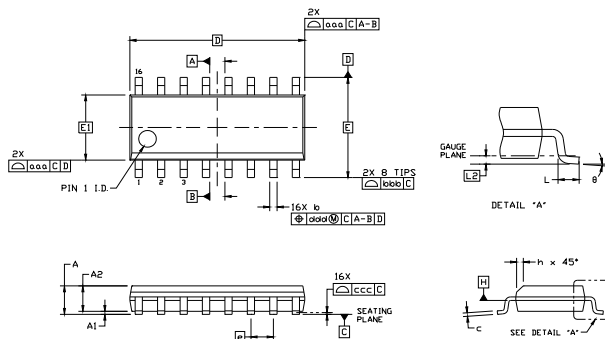 2X
⌓ aaa C A-B
D
A
D
16
E1
E
2X
⌓ aaa C D
PIN 1 I.D.
1 2 3
B
2X 8 TIPS
⌓ bbb C
16X b
⌖ ddd Ⓜ C A-B D
GAUGE
PLANE
L2
L
θ
DETAIL "A"
A
A2
A1
e
16X
⌓ ccc C
SEATING
PLANE
C
h x 45°
H
c
SEE DETAIL "A"